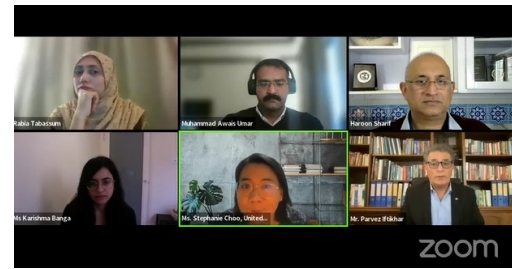 Rabia Tabassum
Muhammad Awais Umar
Haroon Sharif
Ms Karishma Banga
Ms. Stephanie Choo, United...
Mr. Parvez Iftikhar
zoom